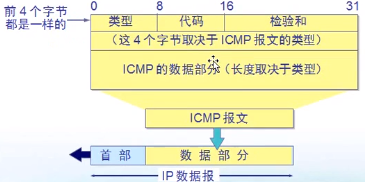 前 4 个字节
都是一样的
0 8 16 31
类型 代码 检验和
（这 4 个字节取决于 ICMP 报文的类型）
ICMP 的数据部分（长度取决于类型）
ICMP 报文
首 部 数 据 部 分
IP 数据报